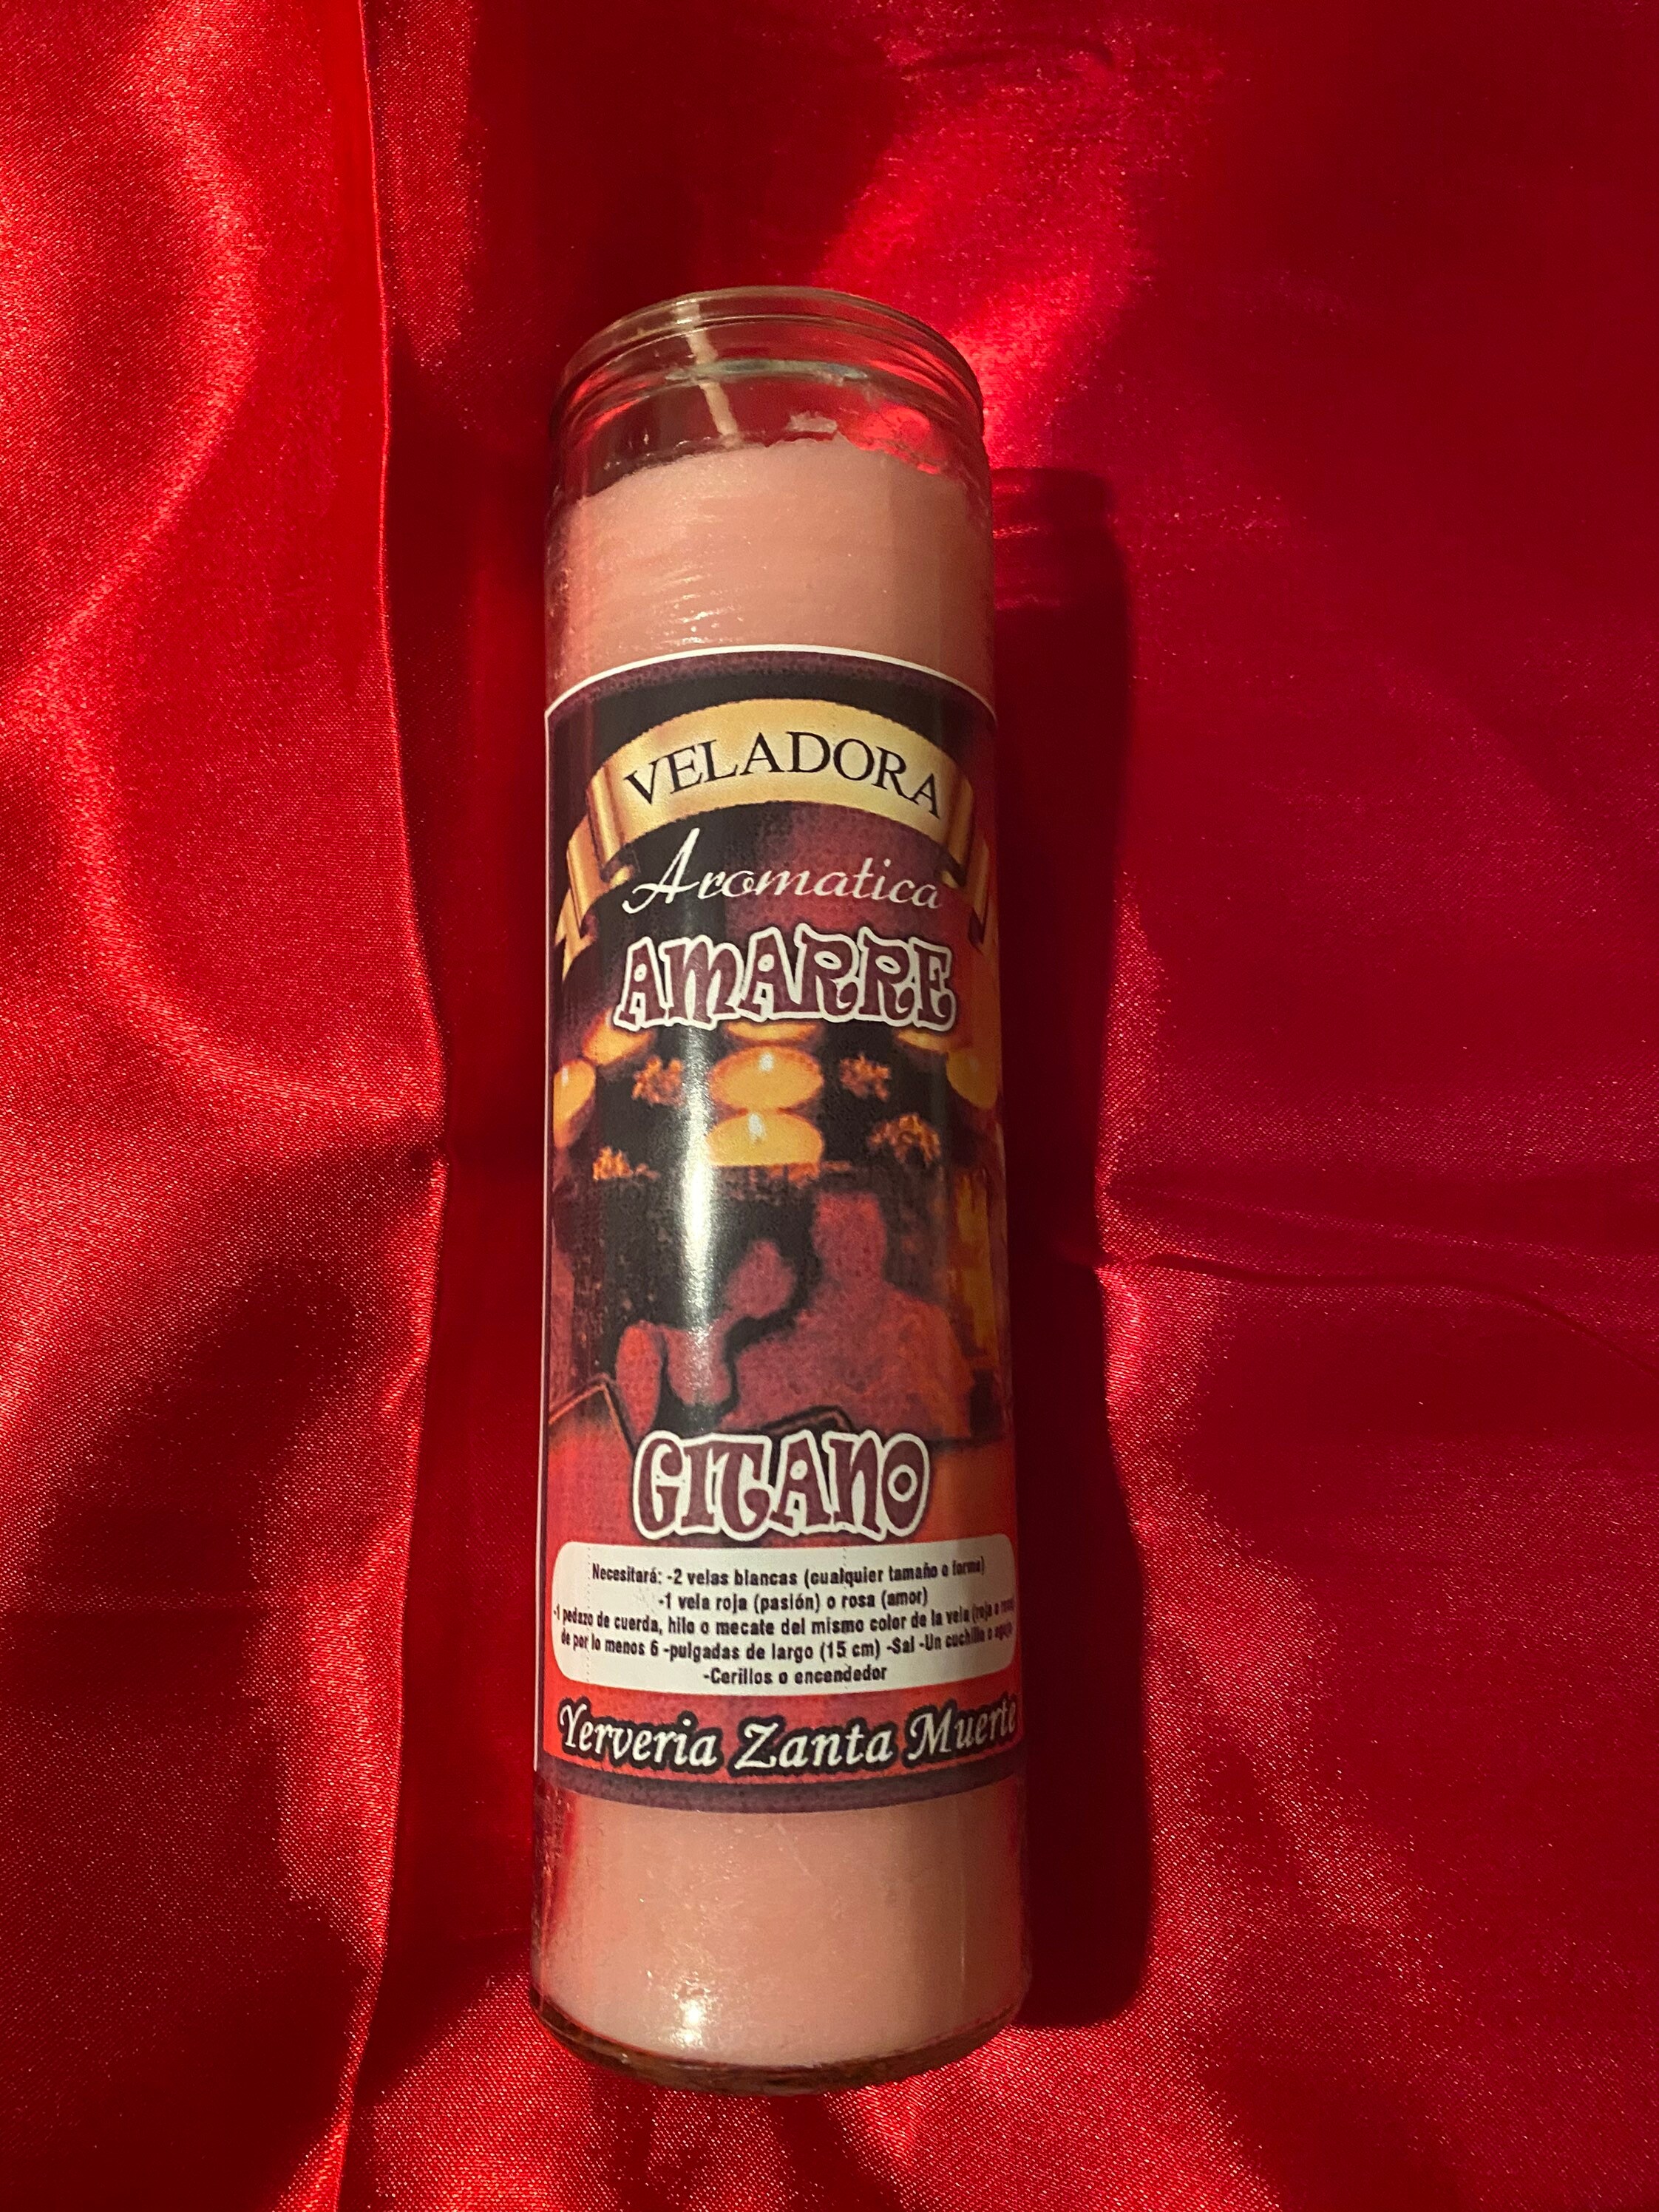 VELADORA
Aromatica
AMARRE
GITANO
Necesitará: -2 velas blancas (cualquier tamaño o forma)
-1 vela roja (pasión) o rosa (amor)
-1 pedazo de cuerda, hilo o mecate del mismo color de la vela (roja o rosa)
de por lo menos 6 -pulgadas de largo (15 cm) -Sal -Un cuchillo o aguja
-Cerillos o encendedor
Yerveria Zanta Muerte